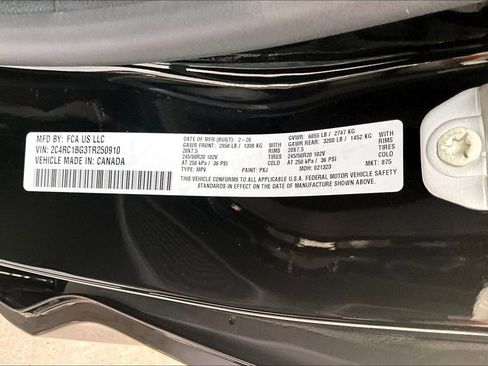 MFD BY: FCA US LLC
VIN: 2C4RC1BG3TR250910
VEHICLE MADE IN: CANADA
DATE OF MFR (BUILT): 2-26 GVWR: 6055 LB / 2747 KG
GAWR FRONT: 2950 LB / 1339 KG GAWR REAR: 3200 LB / 1452 KG
20X7.5 RIMS 20X7.5 RIMS
245/50R20 102V TIRES 245/50R20 102V TIRES
AT 250 kPa / 36 PSI COLD AT 250 kPa / 36 PSI COLD
TYPE: MPV PAINT: PXJ MDH: 021323 MKT: 875
THIS VEHICLE CONFORMS TO ALL APPLICABLE U.S.A. FEDERAL MOTOR VEHICLE SAFETY
STANDARDS IN EFFECT ON THE DATE OF MANUFACTURE SHOWN ABOVE.